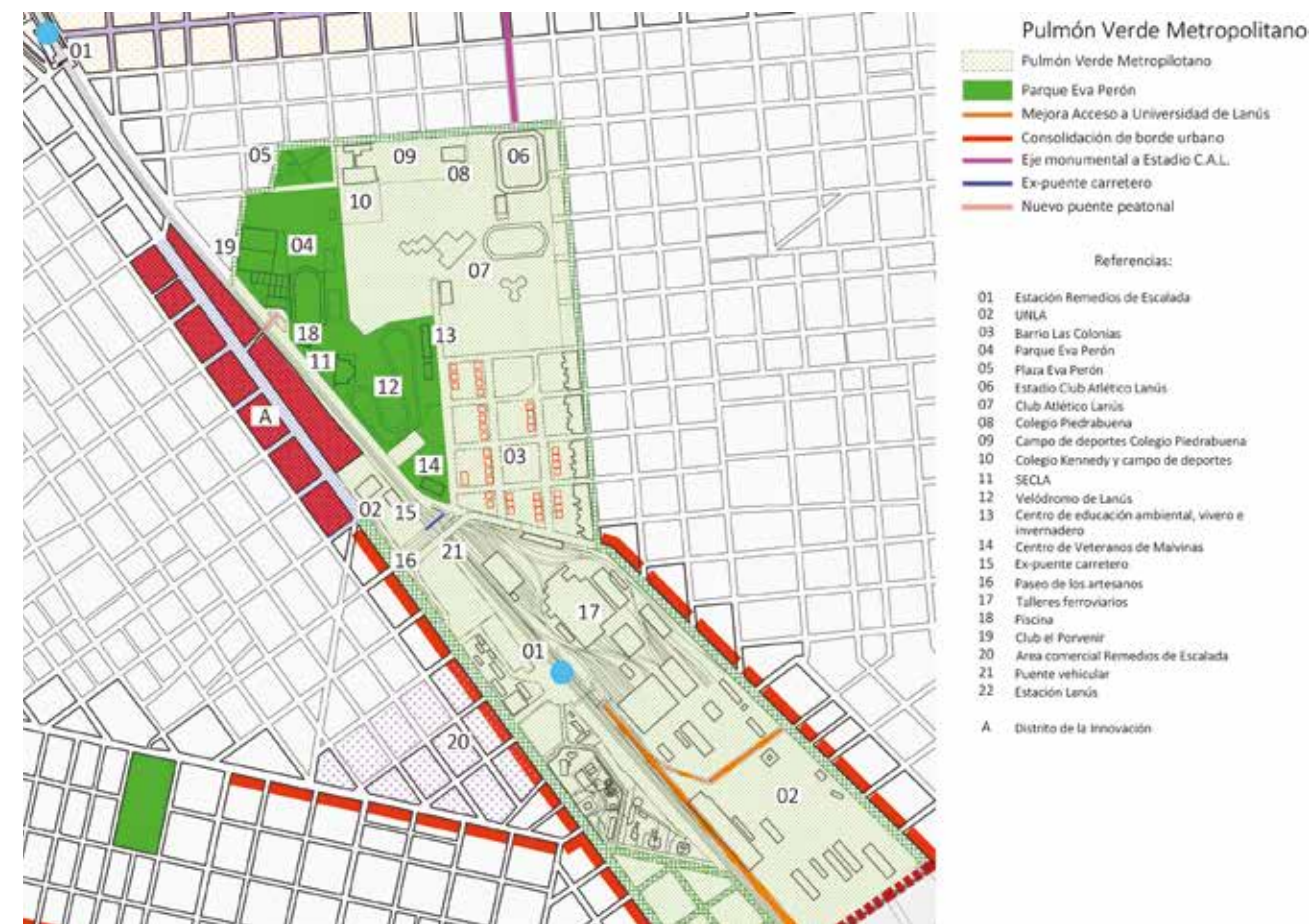 Pulmón Verde Metropolitano
Pulmón Verde Metropilotano
Parque Eva Perón
Mejora Acceso a Universidad de Lanús
Consolidación de borde urbano
Eje monumental a Estadio C.A.L.
Ex-puente carretero
Nuevo puente peatonal
Referencias:
01 Estación Remedios de Escalada
02 UNLA
03 Barrio Las Colonias
04 Parque Eva Perón
05 Plaza Eva Perón
06 Estadio Club Atlético Lanús
07 Club Atlético Lanús
08 Colegio Piedrabuena
09 Campo de deportes Colegio Piedrabuena
10 Colegio Kennedy y campo de deportes
11 SECLA
12 Velódromo de Lanús
13 Centro de educación ambiental, vivero e
invernadero
14 Centro de Veteranos de Malvinas
15 Ex-puente carretero
16 Paseo de los artesanos
17 Talleres ferroviarios
18 Piscina
19 Club el Porvenir
20 Area comercial Remedios de Escalada
21 Puente vehicular
22 Estación Lanús
A Distrito de la Innovación
01
05
09
08
06
10
19
04
07
18
13
11
12
A
03
14
02
15
21
16
17
01
20
02